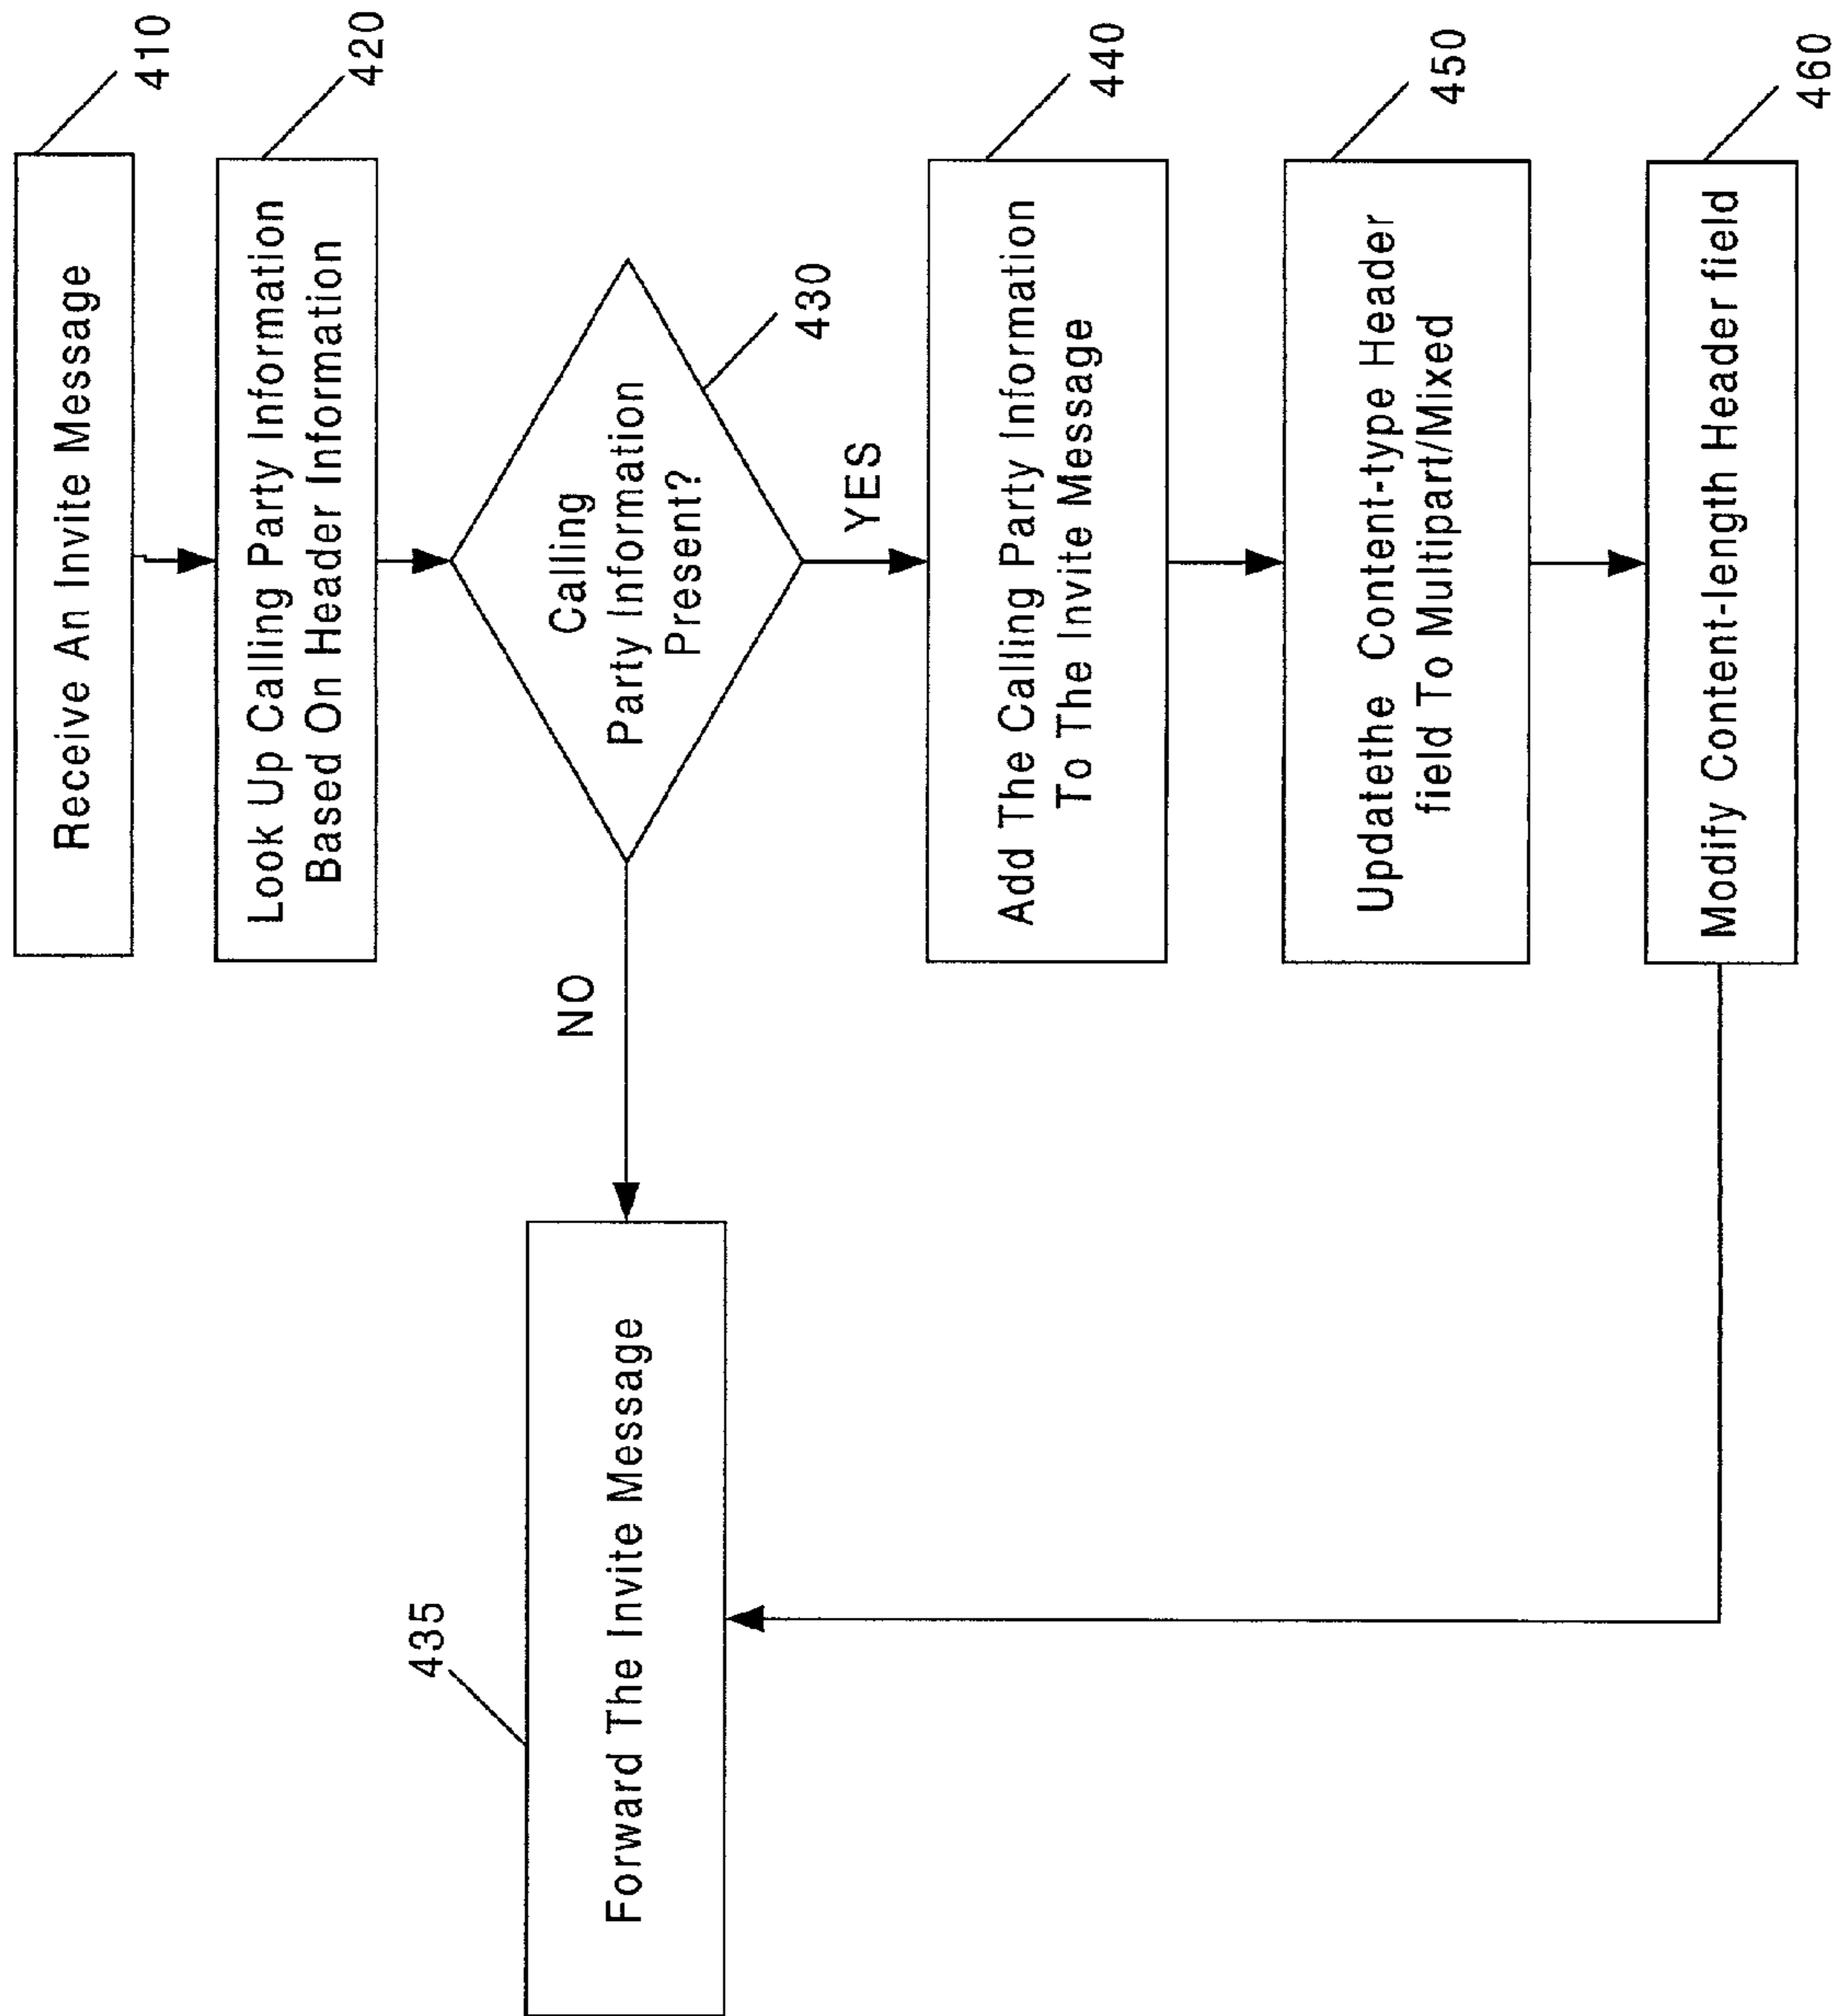 Receive An Invite Message
410
Look Up Callling Party Information
Based On Header Information
420
Calling
Party Information
Present?
430
NO
YES
Forward The Invite Message
435
Add The Calling Party Information
To The Invite Message
440
Updatethe Content-type Header
field To Multipart/Mixed
450
Modify Content-length Header field
460